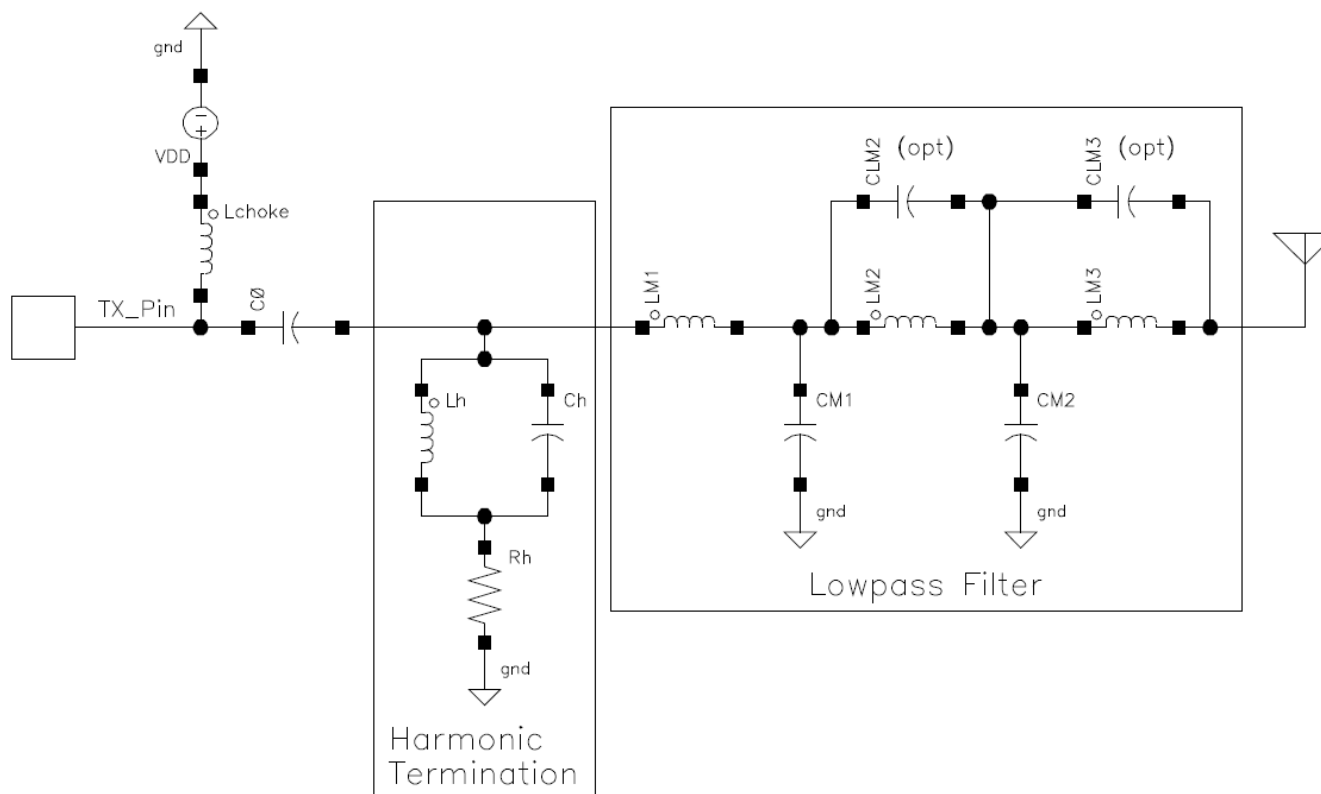 gnd
VDD
Lchoke
TX_Pin
CØ
Lh
Ch
Rh
gnd
Harmonic
Termination
CLM2 (opt)
CLM3 (opt)
LM1
LM2
LM3
CM1
CM2
gnd
gnd
Lowpass Filter